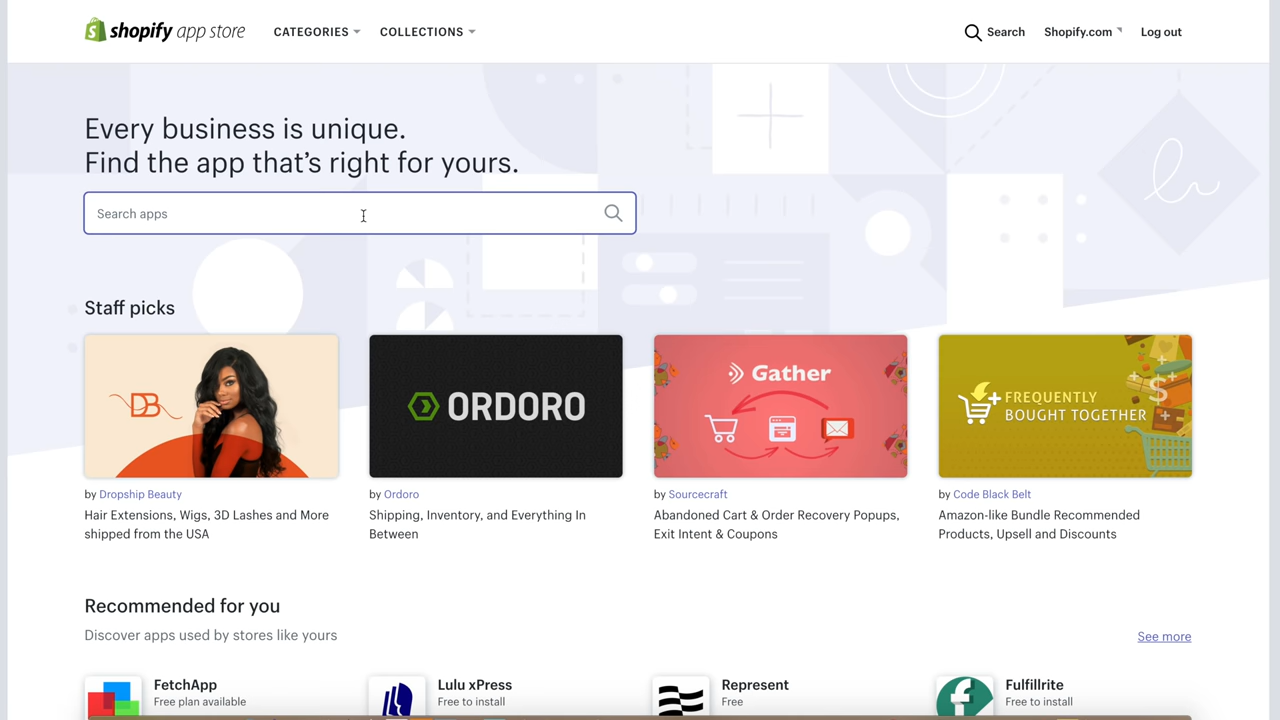 shopify app store
CATEGORIES
COLLECTIONS
Search
Shopify.com
Log out
Every business is unique.
Find the app that's right for yours.
Search apps
Staff picks
DB
ORDORO
Gather
FREQUENTLY
BOUGHT TOGETHER
by Dropship Beauty
Hair Extensions, Wigs, 3D Lashes and More
shipped from the USA
by Ordoro
Shipping, Inventory, and Everything In
Between
by Sourcecraft
Abandoned Cart & Order Recovery Popups,
Exit Intent & Coupons
by Code Black Belt
Amazon-like Bundle Recommended
Products, Upsell and Discounts
Recommended for you
Discover apps used by stores like yours
See more
FetchApp
Free plan available
Lulu xPress
Free to install
Represent
Free
Fulfillrite
Free to install